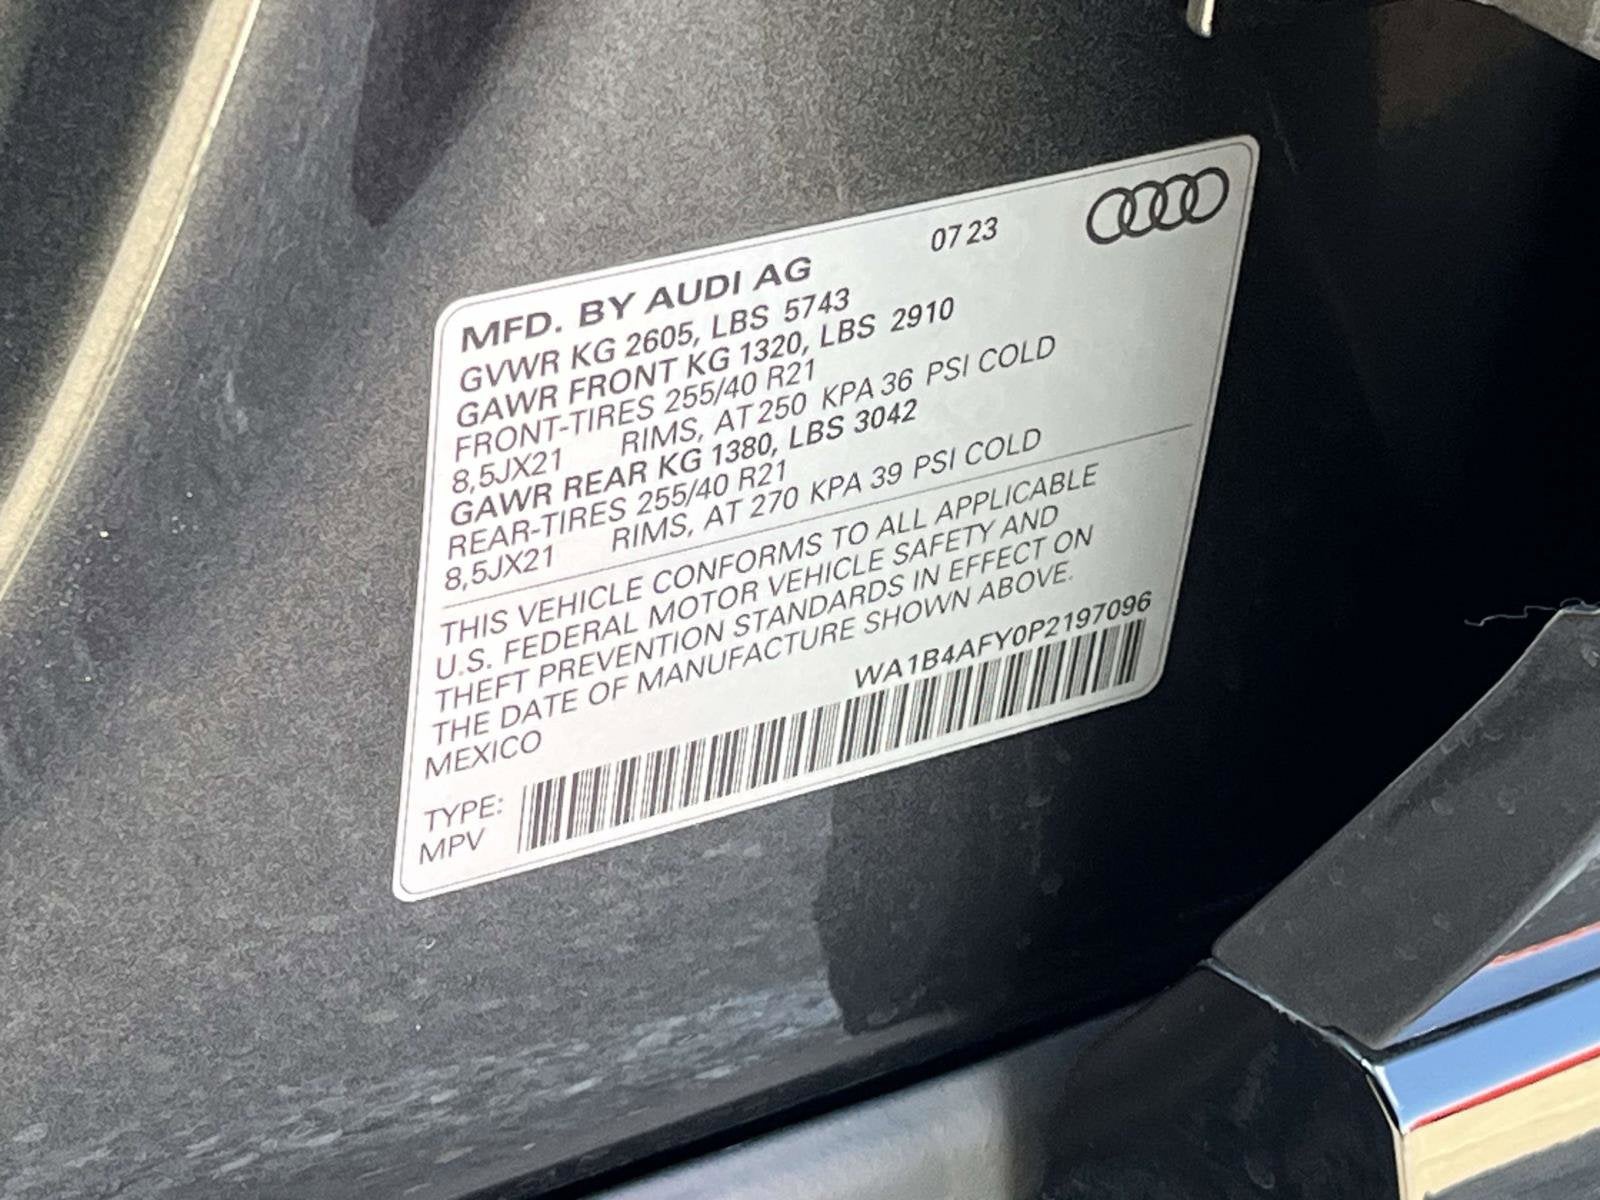 07 23
MFD. BY AUDI AG
GVWR KG 2605, LBS 5743
GAWR FRONT KG 1320, LBS 2910
FRONT-TIRES 255/40 R21
8,5JX21 RIMS, AT 250 KPA 36 PSI COLD
GAWR REAR KG 1380, LBS 3042
REAR-TIRES 255/40 R21
8,5JX21 RIMS, AT 270 KPA 39 PSI COLD
THIS VEHICLE CONFORMS TO ALL APPLICABLE
U.S. FEDERAL MOTOR VEHICLE SAFETY AND
THEFT PREVENTION STANDARDS IN EFFECT ON
THE DATE OF MANUFACTURE SHOWN ABOVE.
MEXICO
WA1B4AFY0P2197096
TYPE:
MPV